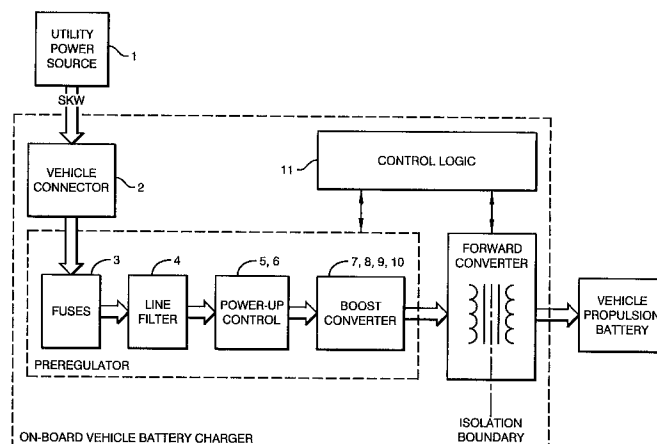 UTILITY
POWER
SOURCE
1
SKW
VEHICLE
CONNECTOR
2
11
CONTROL LOGIC
3
FUSES
4
LINE
FILTER
5, 6
POWER-UP
CONTROL
7, 8, 9, 10
BOOST
CONVERTER
FORWARD
CONVERTER
VEHICLE
PROPULSION
BATTERY
PREREGULATOR
ISOLATION
BOUNDARY
ON-BOARD VEHICLE BATTERY CHARGER